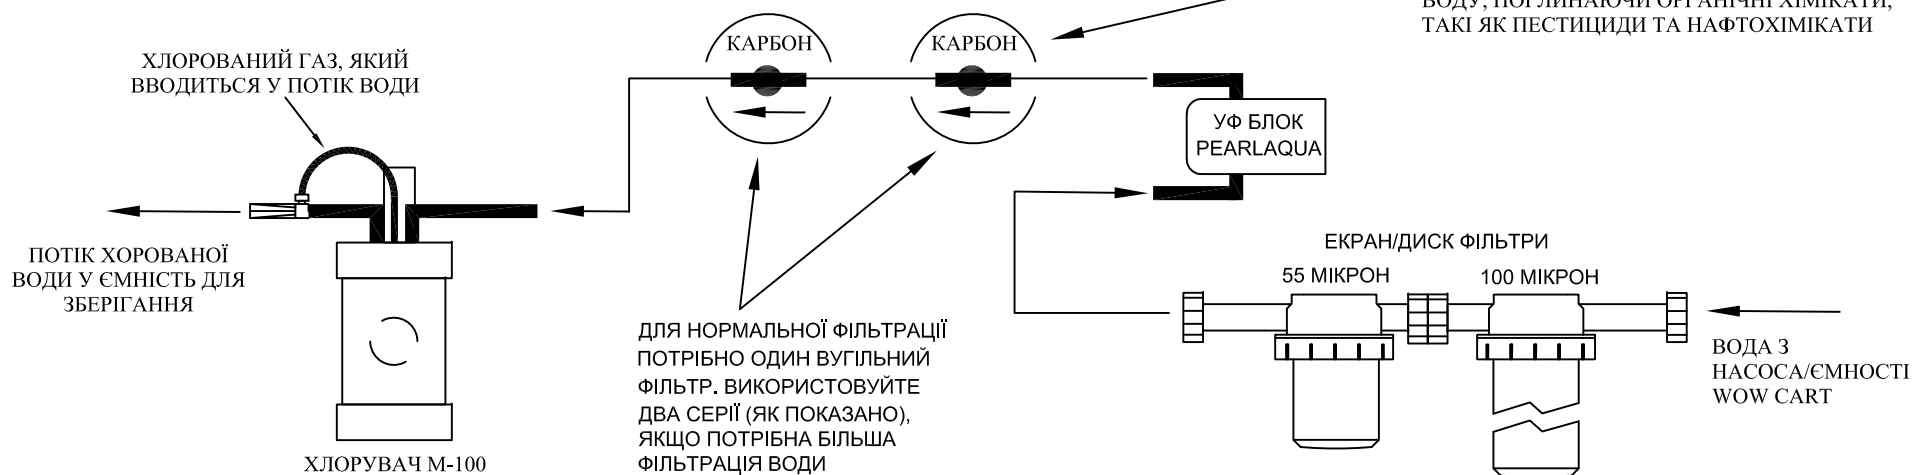 ВОДУ, ПОГЛИНАЮЧИ ОРГАНІЧНІ ХІМІКАТИ,
ТАКІ ЯК ПЕСТИЦИДИ ТА НАФТОХІМІКАТИ
КАРБОН
КАРБОН
ХЛОРОВАНИЙ ГАЗ, ЯКИЙ
ВВОДИТЬСЯ У ПОТІК ВОДИ
УФ БЛОК
PEARLAQUA
ПОТІК ХОРОВАНОЇ
ВОДИ У ЄМНІСТЬ ДЛЯ
ЗБЕРІГАННЯ
ЕКРАН/ДИСК ФІЛЬТРИ
55 МІКРОН
100 МІКРОН
ДЛЯ НОРМАЛЬНОЇ ФІЛЬТРАЦІЇ
ПОТРІБНО ОДИН ВУГІЛЬНИЙ
ФІЛЬТР. ВИКОРИСТОВУЙТЕ
ДВА СЕРІЇ (ЯК ПОКАЗАНО),
ЯКЩО ПОТРІБНА БІЛЬША
ФІЛЬТРАЦІЯ ВОДИ
ВОДА З
НАСОСА/ЄМНОСТІ
WOW CART
ХЛОРУВАЧ М-100